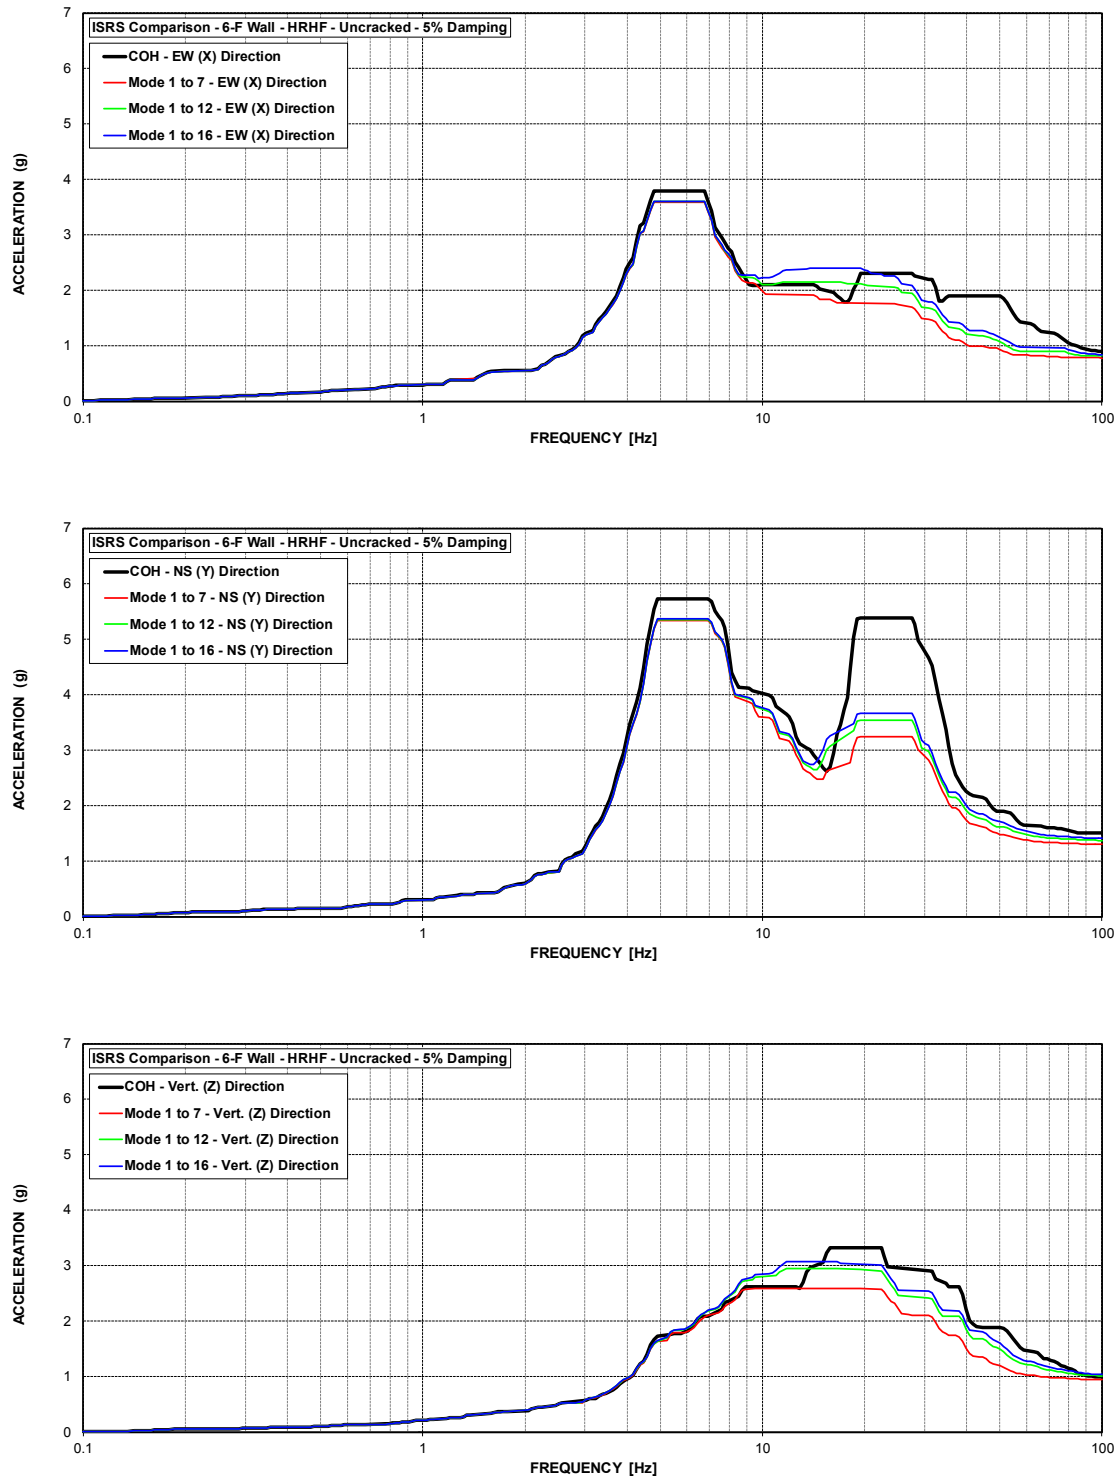 ISRS Comparison - 6-F Wall - HRHF - Uncracked - 5% Damping
COH - EW (X) Direction
Mode 1 to 7 - EW (X) Direction
Mode 1 to 12 - EW (X) Direction
Mode 1 to 16 - EW (X) Direction
ACCELERATION (g)
7
6
5
4
3
2
1
0
0.1
1
10
100
FREQUENCY [Hz]
ISRS Comparison - 6-F Wall - HRHF - Uncracked - 5% Damping
COH - NS (Y) Direction
Mode 1 to 7 - NS (Y) Direction
Mode 1 to 12 - NS (Y) Direction
Mode 1 to 16 - NS (Y) Direction
ACCELERATION (g)
7
6
5
4
3
2
1
0
0.1
1
10
100
FREQUENCY [Hz]
ISRS Comparison - 6-F Wall - HRHF - Uncracked - 5% Damping
COH - Vert. (Z) Direction
Mode 1 to 7 - Vert. (Z) Direction
Mode 1 to 12 - Vert. (Z) Direction
Mode 1 to 16 - Vert. (Z) Direction
ACCELERATION (g)
7
6
5
4
3
2
1
0
0.1
1
10
100
FREQUENCY [Hz]